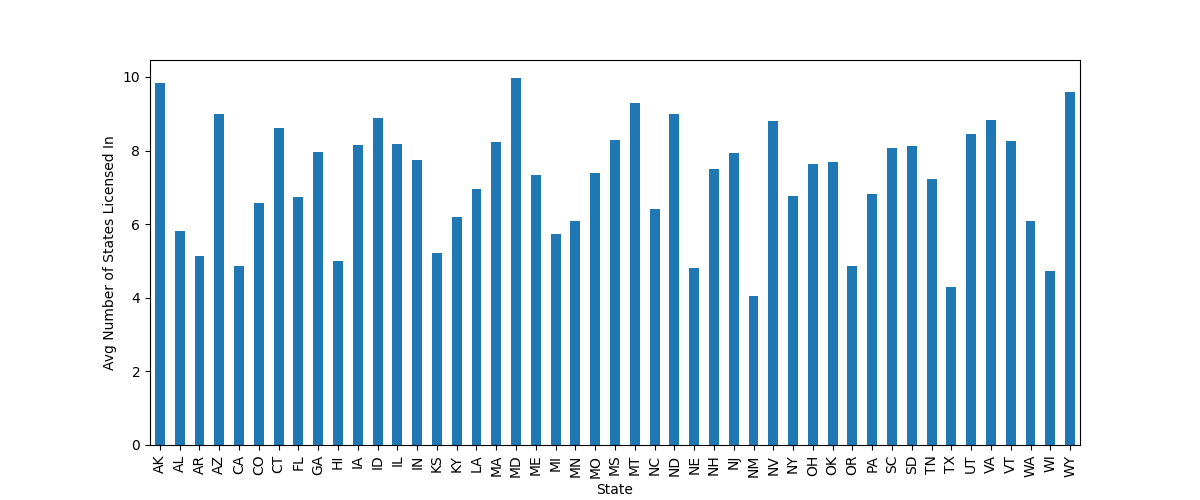 10
8
6
4
2
0
Avg Number of States Licensed In
AK AL AR AZ CA CO CT FL GA HI IA ID IL IN KS KY LA MA MD ME MI MN MO MS MT NC ND NE NH NJ NM NV NY OH OK OR PA SC SD TN TX UT VA VT WA WI WY
State